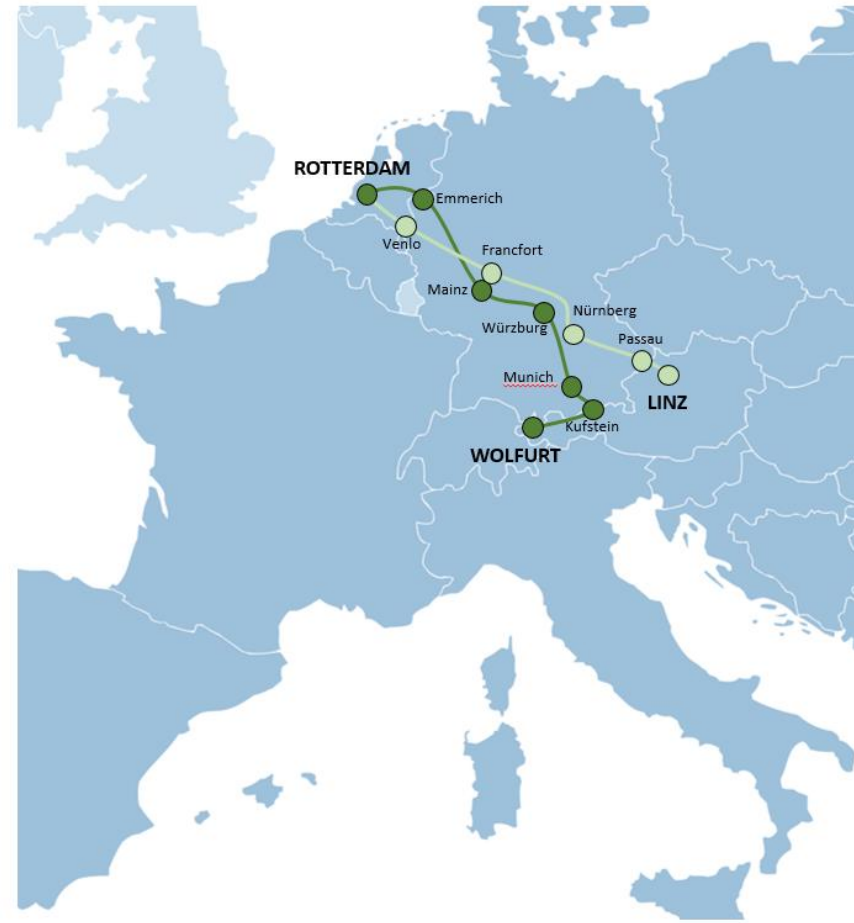 ROTTERDAM
Emmerich
Venlo
Francfort
Mainz
Nürnberg
Würzburg
Passau
Munich
LINZ
Kufstein
WOLFURT